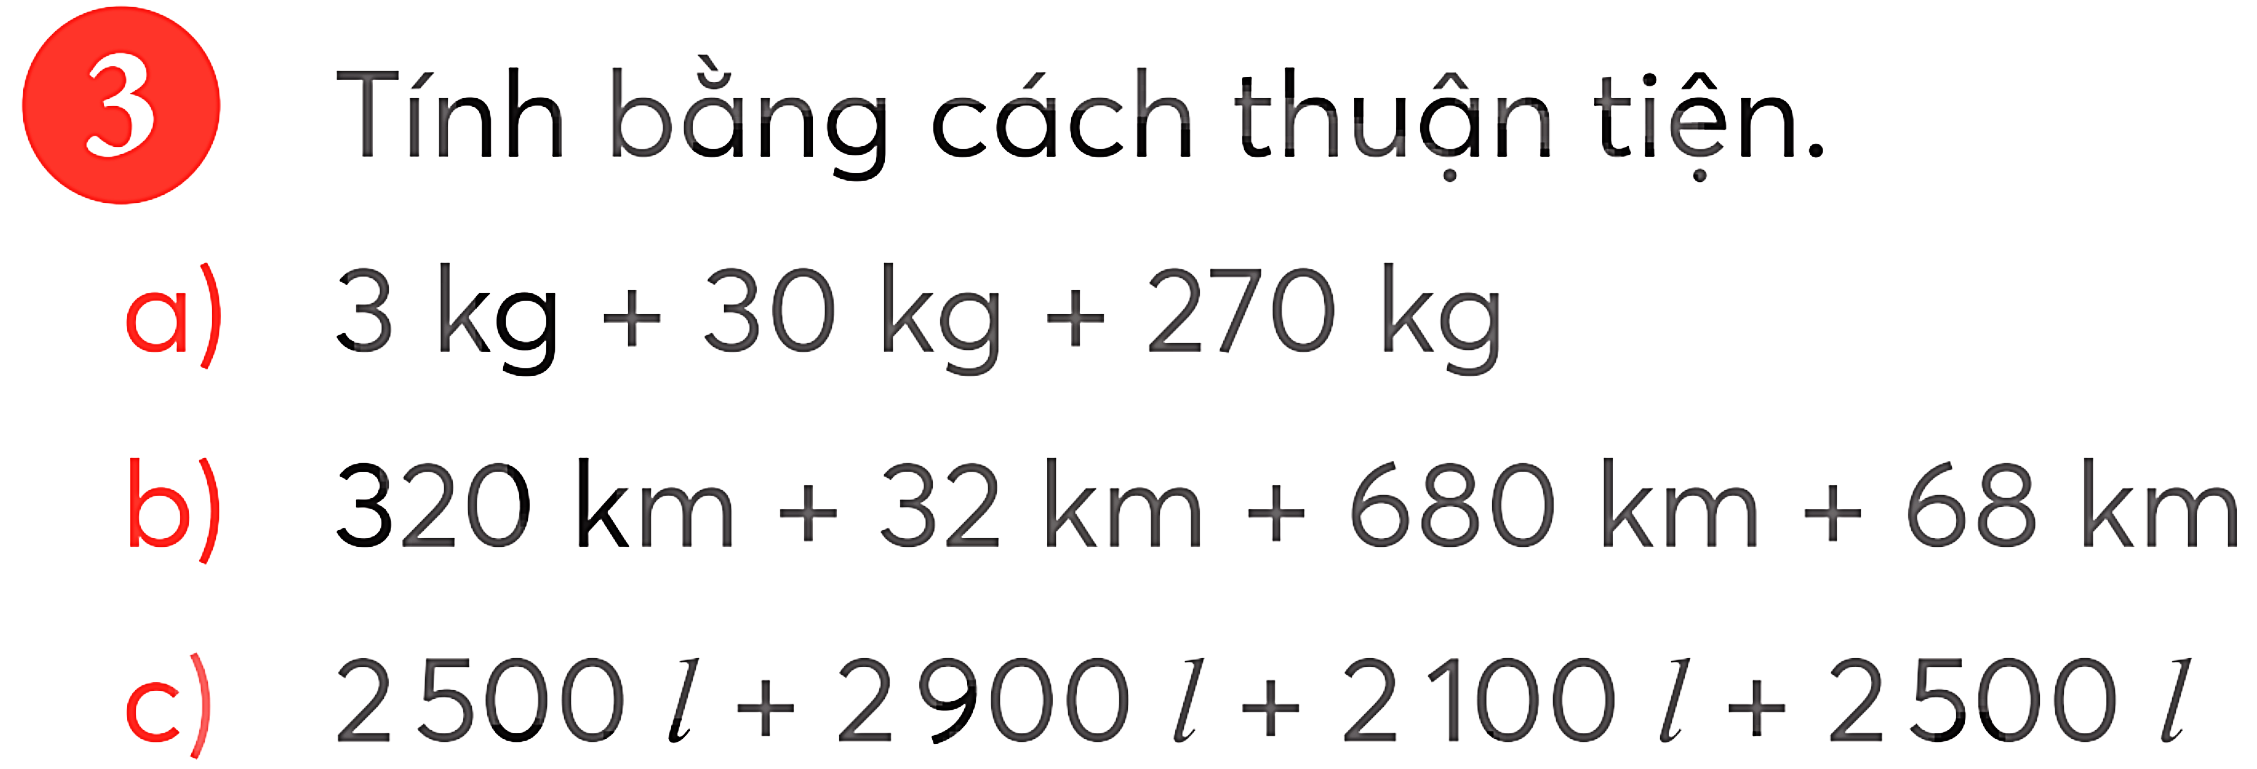 3 Tính bằng cách thuận tiện.
a) 3 kg + 30 kg + 270 kg
b) 320 km + 32 km + 680 km + 68 km
c) 2 500 l + 2 900 l + 2 100 l + 2 500 l